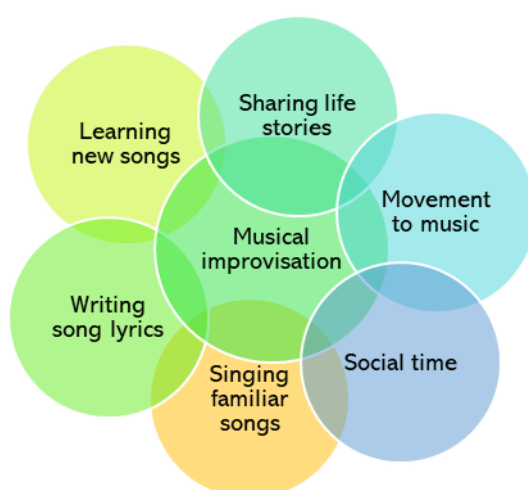 Sharing life
stories
Learning
new songs
Movement
to music
Musical
improvisation
Writing
song lyrics
Social time
Singing
familiar
songs